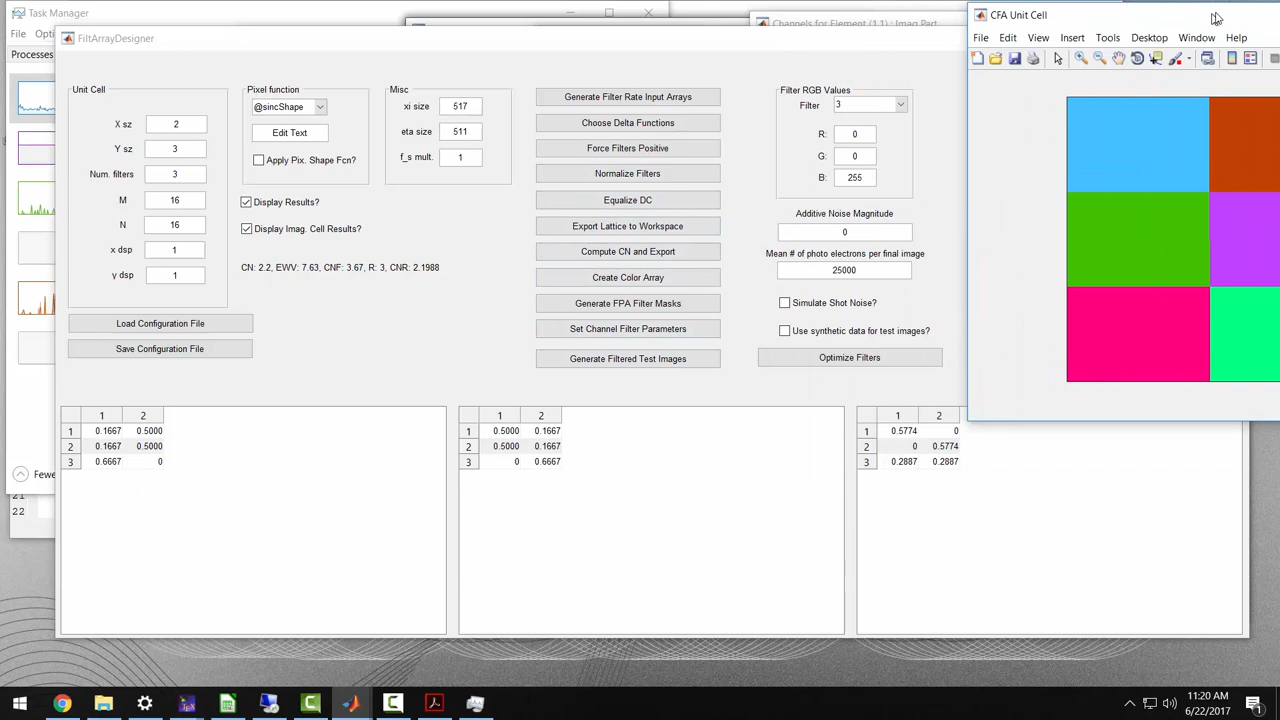 Task Manager
File Opti
Processes
Fewe
21
22
Channels for Element (1,1) : Imag Part
FiltArrayDesigner
Unit Cell
X sz 2
Y sz 3
Num. filters 3
M 16
N 16
x dsp 1
y dsp 1
Load Configuration File
Save Configuration File
Pixel function
@sincShape
Edit Text
Apply Pix. Shape Fcn?
Display Results?
Display Imag. Cell Results?
CN: 2.2, EWV: 7.63, CNF: 3.67, R: 3, CNR: 2.1988
Misc
xi size 517
eta size 511
f_s mult. 1
Generate Filter Rate Input Arrays
Choose Delta Functions
Force Filters Positive
Normalize Filters
Equalize DC
Export Lattice to Workspace
Compute CN and Export
Create Color Array
Generate FPA Filter Masks
Set Channel Filter Parameters
Generate Filtered Test Images
Filter RGB Values
Filter 3
R: 0
G: 0
B: 255
Additive Noise Magnitude
0
Mean # of photo electrons per final image
25000
Simulate Shot Noise?
Use synthetic data for test images?
Optimize Filters
1 2
1 0.1667 0.5000
2 0.1667 0.5000
3 0.6667 0
1 2
1 0.5000 0.1667
2 0.5000 0.1667
3 0 0.6667
1 2
1 0.5774 0
2 0 0.5774
3 0.2887 0.2887
CFA Unit Cell
File Edit View Insert Tools Desktop Window Help
11:20 AM
6/22/2017
1